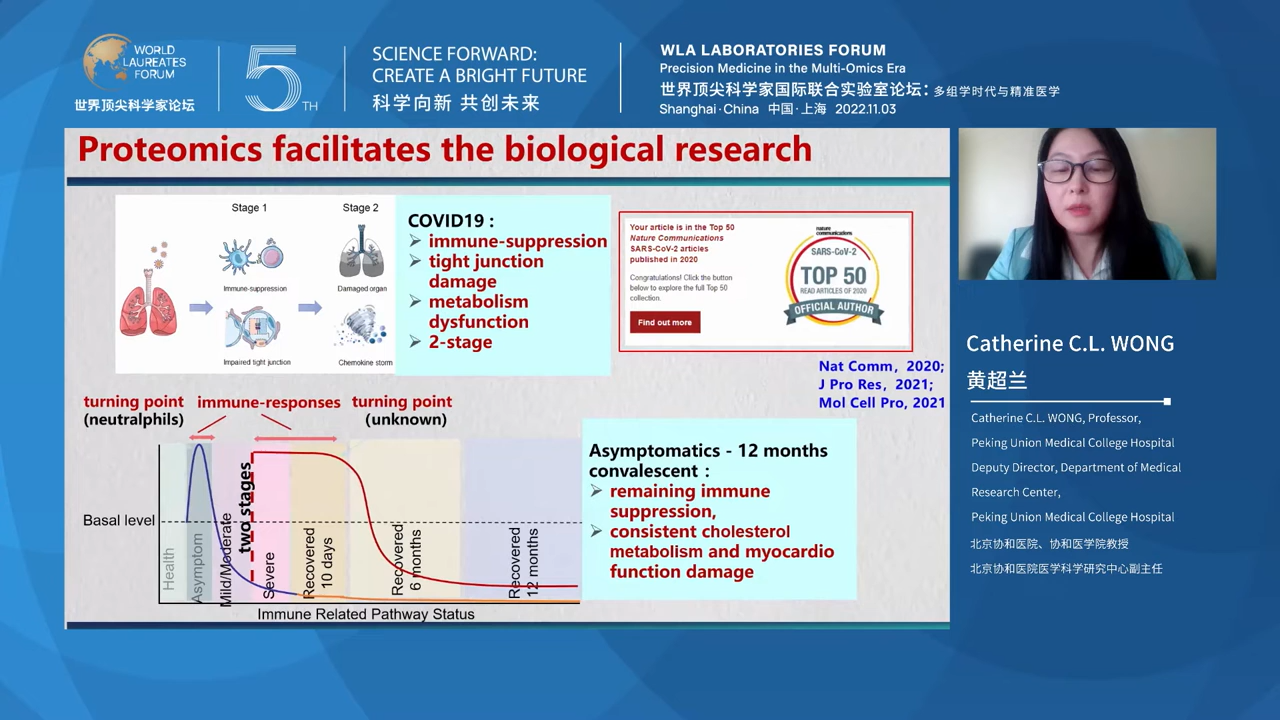 WORLD
LAUREATES
FORUM
世界顶尖科学家论坛
5TH
SCIENCE FORWARD:
CREATE A BRIGHT FUTURE
科学向新 共创未来
WLA LABORATORIES FORUM
Precision Medicine in the Multi-Omics Era
世界顶尖科学家国际联合实验室论坛：多组学时代与精准医学
Shanghai·China 中国·上海 2022.11.03
Proteomics facilitates the biological research
Stage 1
Stage 2
Immune-suppression
Damaged organ
Impaired tight junction
Chemokine storm
COVID19 :
immune-suppression
tight junction
damage
metabolism
dysfunction
2-stage
Your article is in the Top 50
Nature Communications
SARS-CoV-2 articles
published in 2020
Congratulations! Click the button
below to explore the full Top 50
collection.
Find out more
nature
communications
SARS-CoV-2
TOP 50
READ ARTICLES OF 2020
OFFICIAL AUTHOR
Nat Comm, 2020;
J Pro Res, 2021;
Mol Cell Pro, 2021
turning point
(neutralphils)
immune-responses
turning point
(unknown)
Basal level
two stages
Health
Asymptom
Mild/Moderate
Severe
Recovered
10 days
Recovered
6 months
Recovered
12 months
Immune Related Pathway Status
Asymptomatics - 12 months
convalescent :
remaining immune
suppression,
consistent cholesterol
metabolism and myocardio
function damage
Catherine C.L. WONG
黄超兰
Catherine C.L. WONG, Professor,
Peking Union Medical College Hospital
Deputy Director, Department of Medical
Research Center,
Peking Union Medical College Hospital
北京协和医院、协和医学院教授
北京协和医院医学科学研究中心副主任